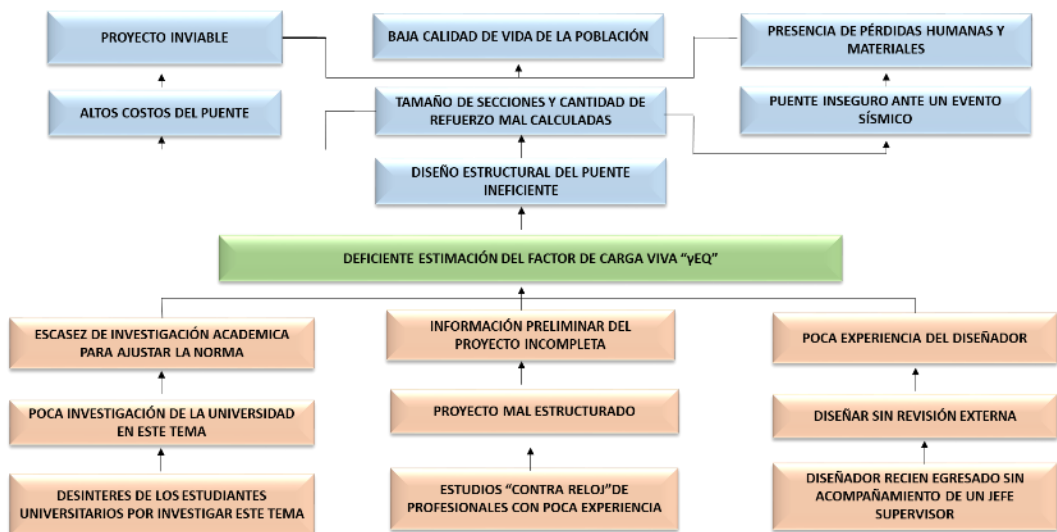 PROYECTO INVIABLE
BAJA CALIDAD DE VIDA DE LA POBLACIÓN
PRESENCIA DE PÉRDIDAS HUMANAS Y
MATERIALES
ALTOS COSTOS DEL PUENTE
TAMAÑO DE SECCIONES Y CANTIDAD DE
REFUERZO MAL CALCULADAS
PUENTE INSEGURO ANTE UN EVENTO
SÍSMICO
DISEÑO ESTRUCTURAL DEL PUENTE
INEFICIENTE
DEFICIENTE ESTIMACIÓN DEL FACTOR DE CARGA VIVA “γEQ”
ESCASEZ DE INVESTIGACIÓN ACADEMICA
PARA AJUSTAR LA NORMA
INFORMACIÓN PRELIMINAR DEL
PROYECTO INCOMPLETA
POCA EXPERIENCIA DEL DISEÑADOR
POCA INVESTIGACIÓN DE LA UNIVERSIDAD
EN ESTE TEMA
PROYECTO MAL ESTRUCTURADO
DISEÑAR SIN REVISIÓN EXTERNA
DESINTERES DE LOS ESTUDIANTES
UNIVERSITARIOS POR INVESTIGAR ESTE TEMA
ESTUDIOS “CONTRA RELOJ”DE
PROFESIONALES CON POCA EXPERIENCIA
DISEÑADOR RECIEN EGRESADO SIN
ACOMPAÑAMIENTO DE UN JEFE
SUPERVISOR